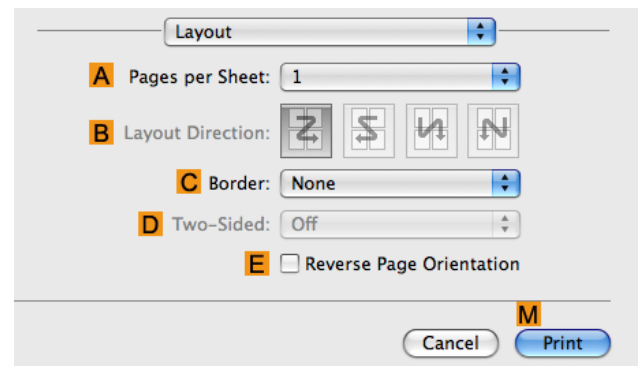 Layout
A Pages per Sheet: 1
B Layout Direction:
C Border: None
D Two-Sided: Off
E Reverse Page Orientation
M
Cancel Print